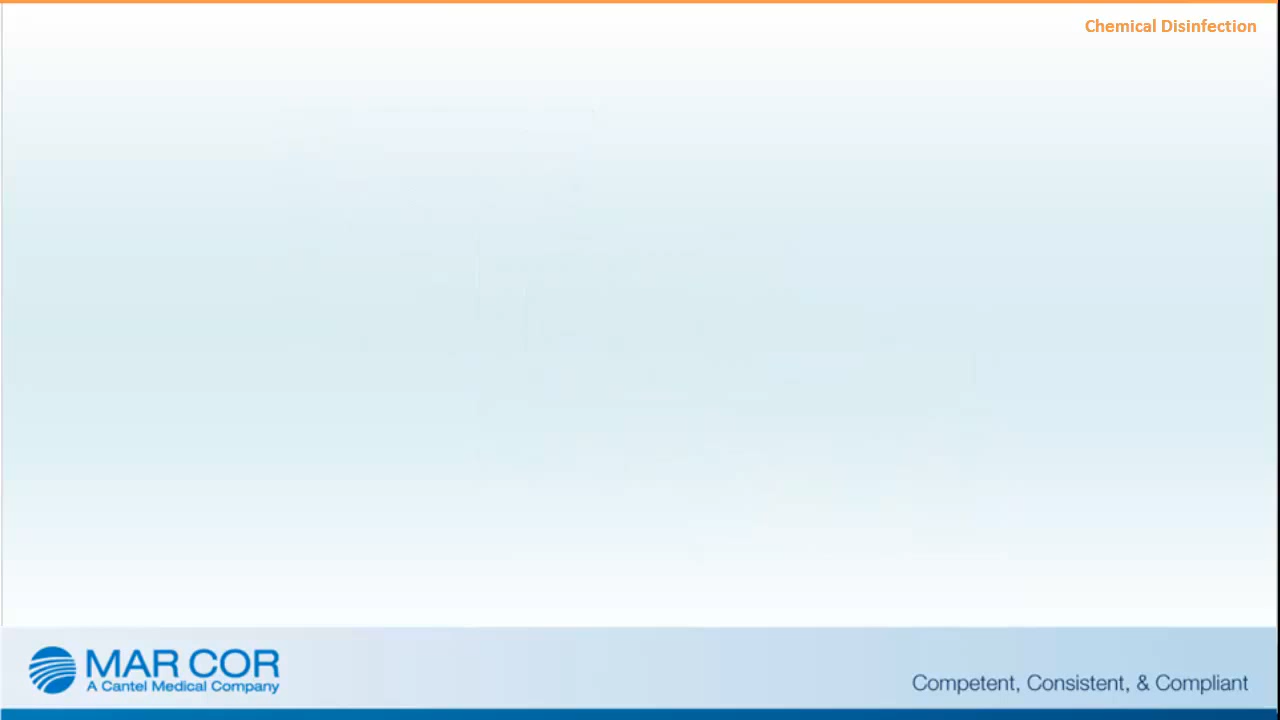 Chemical Disinfection
MAR COR
A Cantel Medical Company
Competent, Consistent, & Compliant